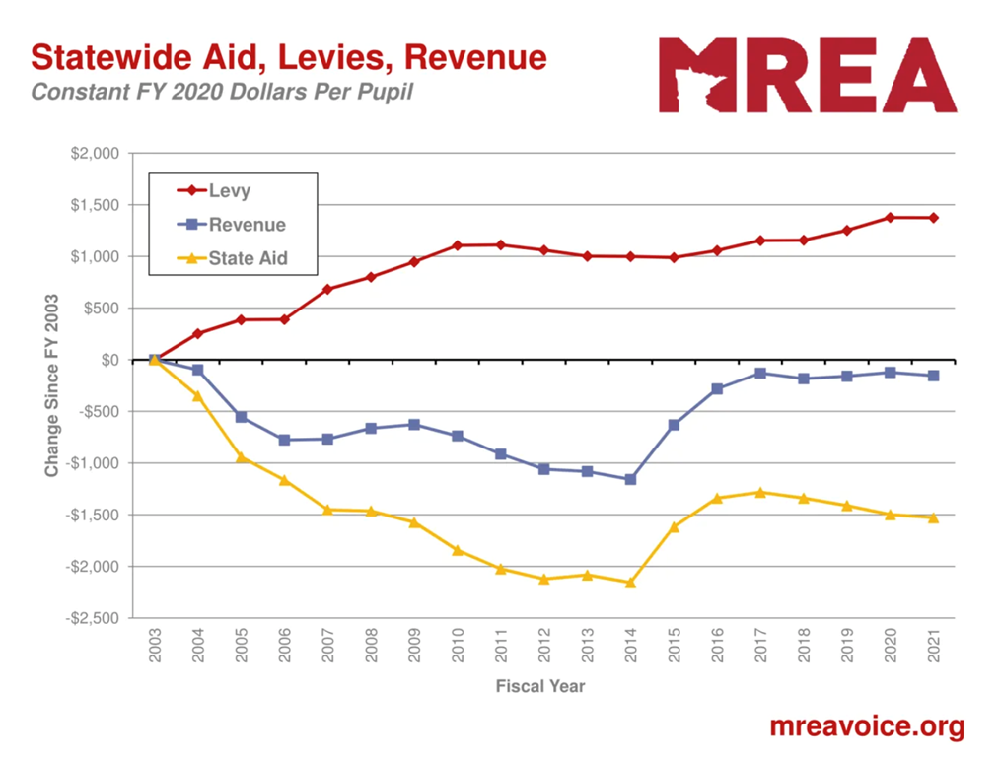 Statewide Aid, Levies, Revenue
Constant FY 2020 Dollars Per Pupil
MREA
$2,000
$1,500
$1,000
$500
$0
-$500
-$1,000
-$1,500
-$2,000
-$2,500
Levy
Revenue
State Aid
Change Since FY 2003
2003 2004 2005 2006 2007 2008 2009 2010 2011 2012 2013 2014 2015 2016 2017 2018 2019 2020 2021
Fiscal Year
mreavoice.org